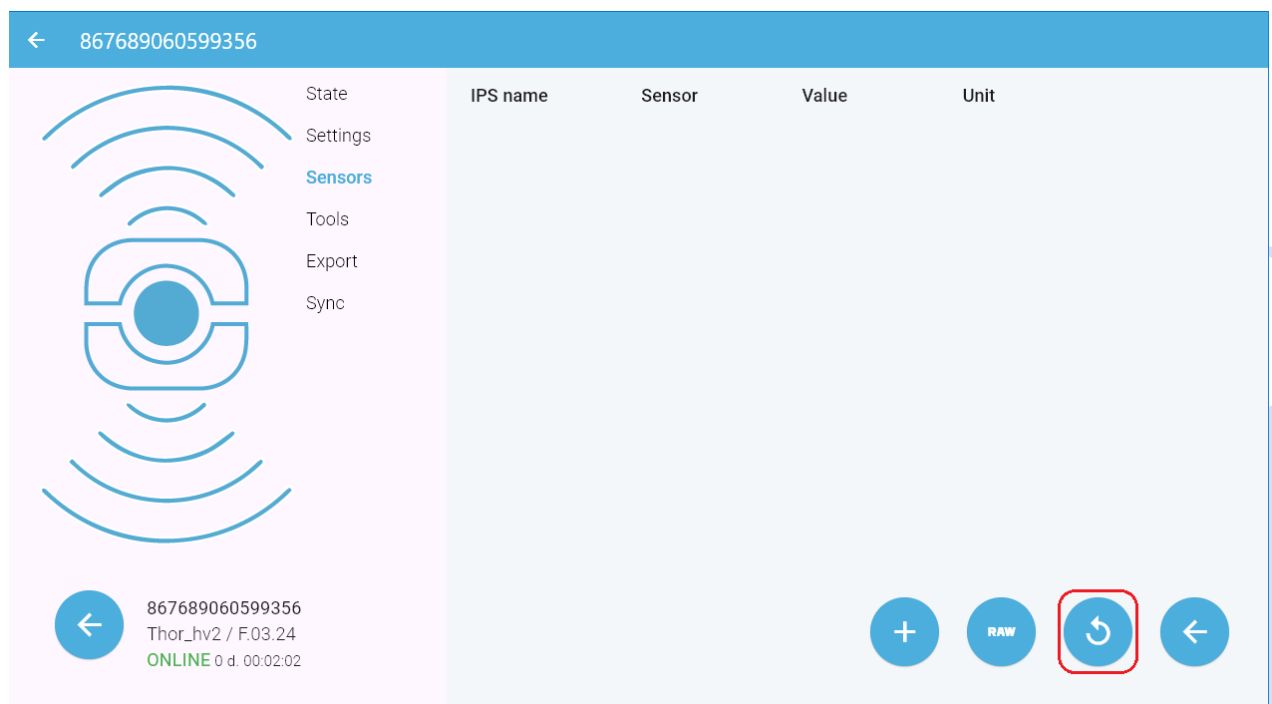 867689060599356
State
Settings
Sensors
Tools
Export
Sync
IPS name Sensor Value Unit
867689060599356
Thor_hv2 / F.03.24
ONLINE 0 d. 00:02:02
RAW